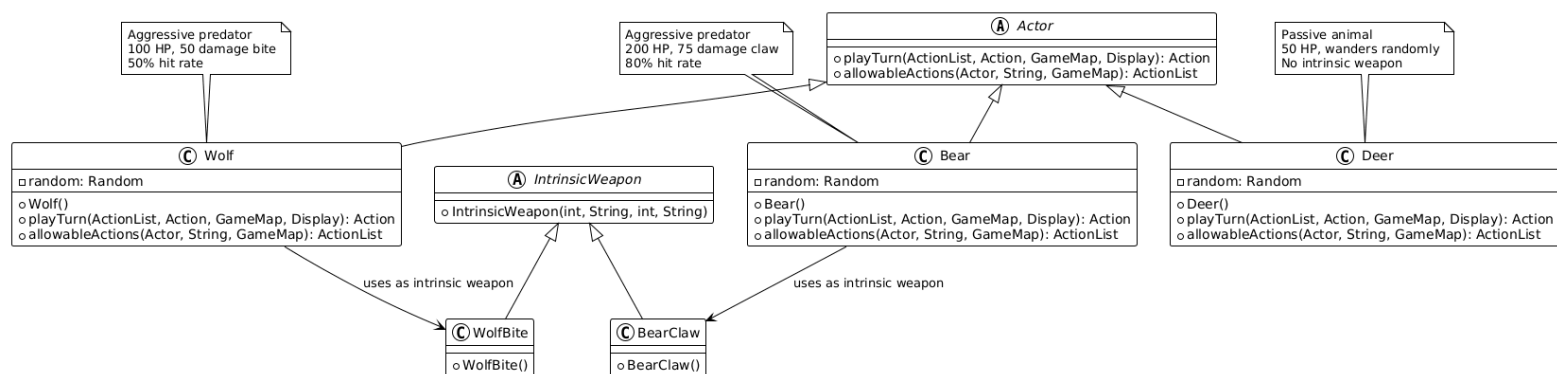 Aggressive predator
100 HP, 50 damage bite
50% hit rate
Aggressive predator
200 HP, 75 damage claw
80% hit rate
A Actor
playTurn(ActionList, Action, GameMap, Display): Action
allowableActions(Actor, String, GameMap): ActionList
Passive animal
50 HP, wanders randomly
No intrinsic weapon
C Wolf
random: Random
Wolf()
playTurn(ActionList, Action, GameMap, Display): Action
allowableActions(Actor, String, GameMap): ActionList
A IntrinsicWeapon
IntrinsicWeapon(int, String, int, String)
C Bear
random: Random
Bear()
playTurn(ActionList, Action, GameMap, Display): Action
allowableActions(Actor, String, GameMap): ActionList
C Deer
random: Random
Deer()
playTurn(ActionList, Action, GameMap, Display): Action
allowableActions(Actor, String, GameMap): ActionList
uses as intrinsic weapon
uses as intrinsic weapon
C WolfBite
WolfBite()
C BearClaw
BearClaw()